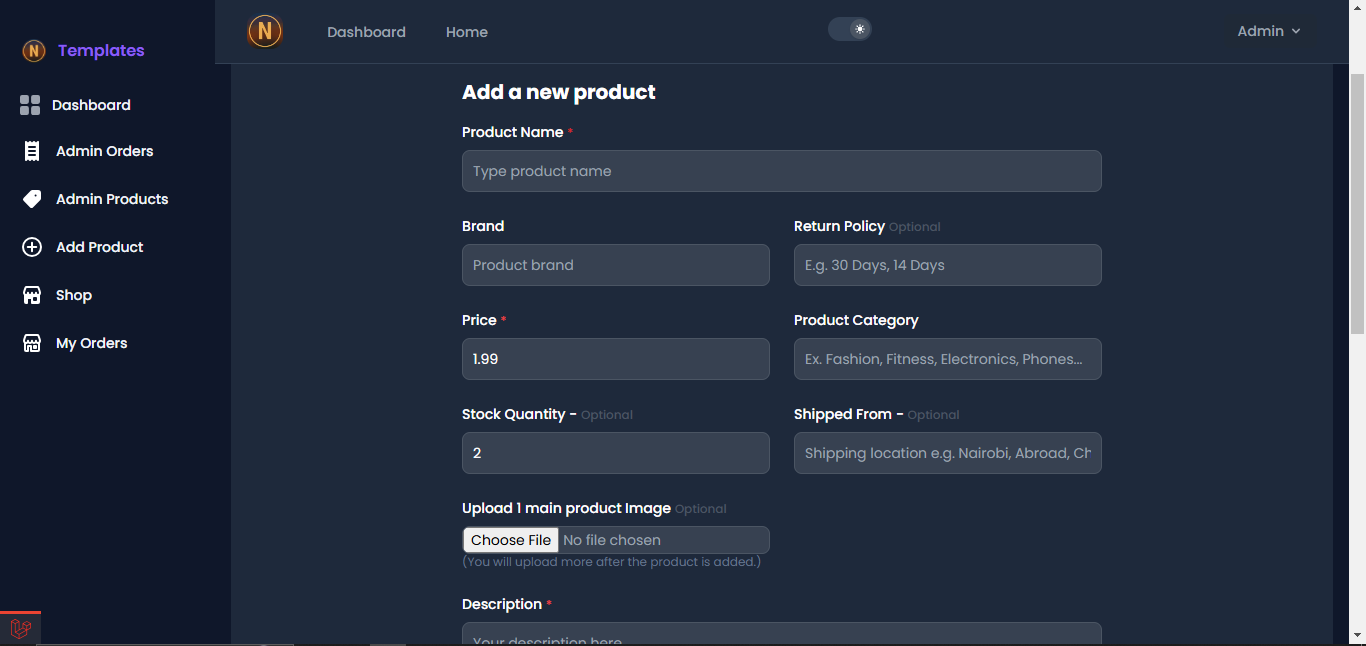 N Templates
Dashboard
Admin Orders
Admin Products
Add Product
Shop
My Orders
N Dashboard Home Admin
Add a new product
Product Name *
Type product name
Brand Return Policy Optional
Product brand E.g. 30 Days, 14 Days
Price * Product Category
1.99 Ex. Fashion, Fitness, Electronics, Phones...
Stock Quantity - Optional Shipped From - Optional
2 Shipping location e.g. Nairobi, Abroad, Ch
Upload 1 main product Image Optional
Choose File No file chosen
(You will upload more after the product is added.)
Description *
Your description here